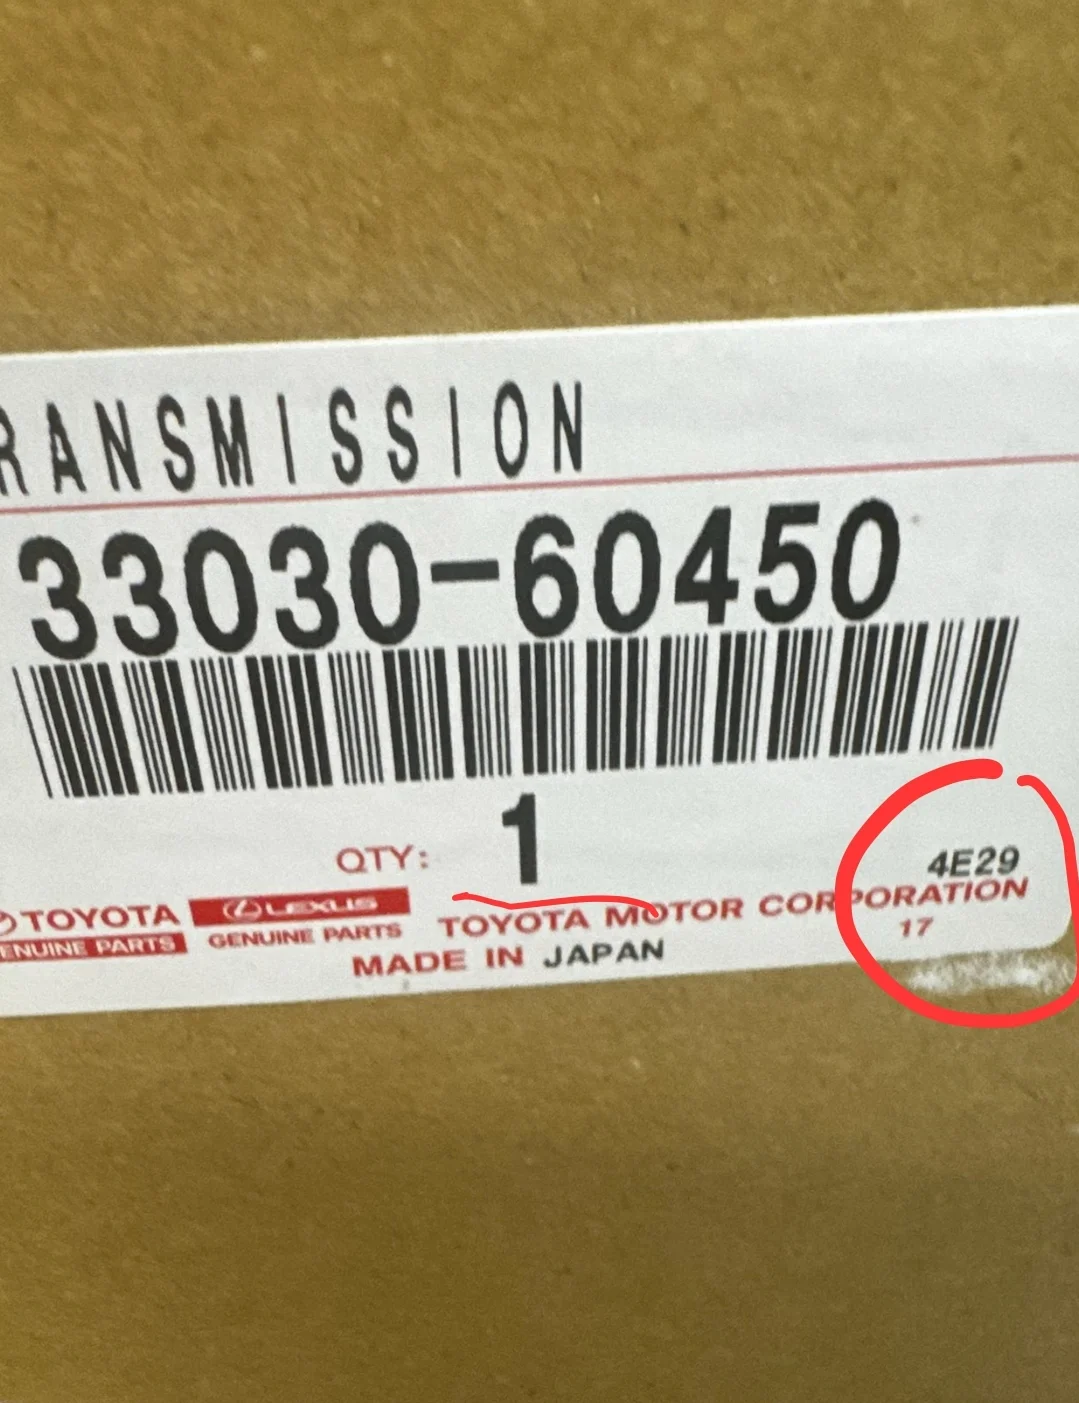 RANSMISSION
33030-60450
QTY: 1
4E29
TOYOTA LEXUS TOYOTA MOTOR CORPORATION
ENUINE PARTS GENUINE PARTS 17
MADE IN JAPAN